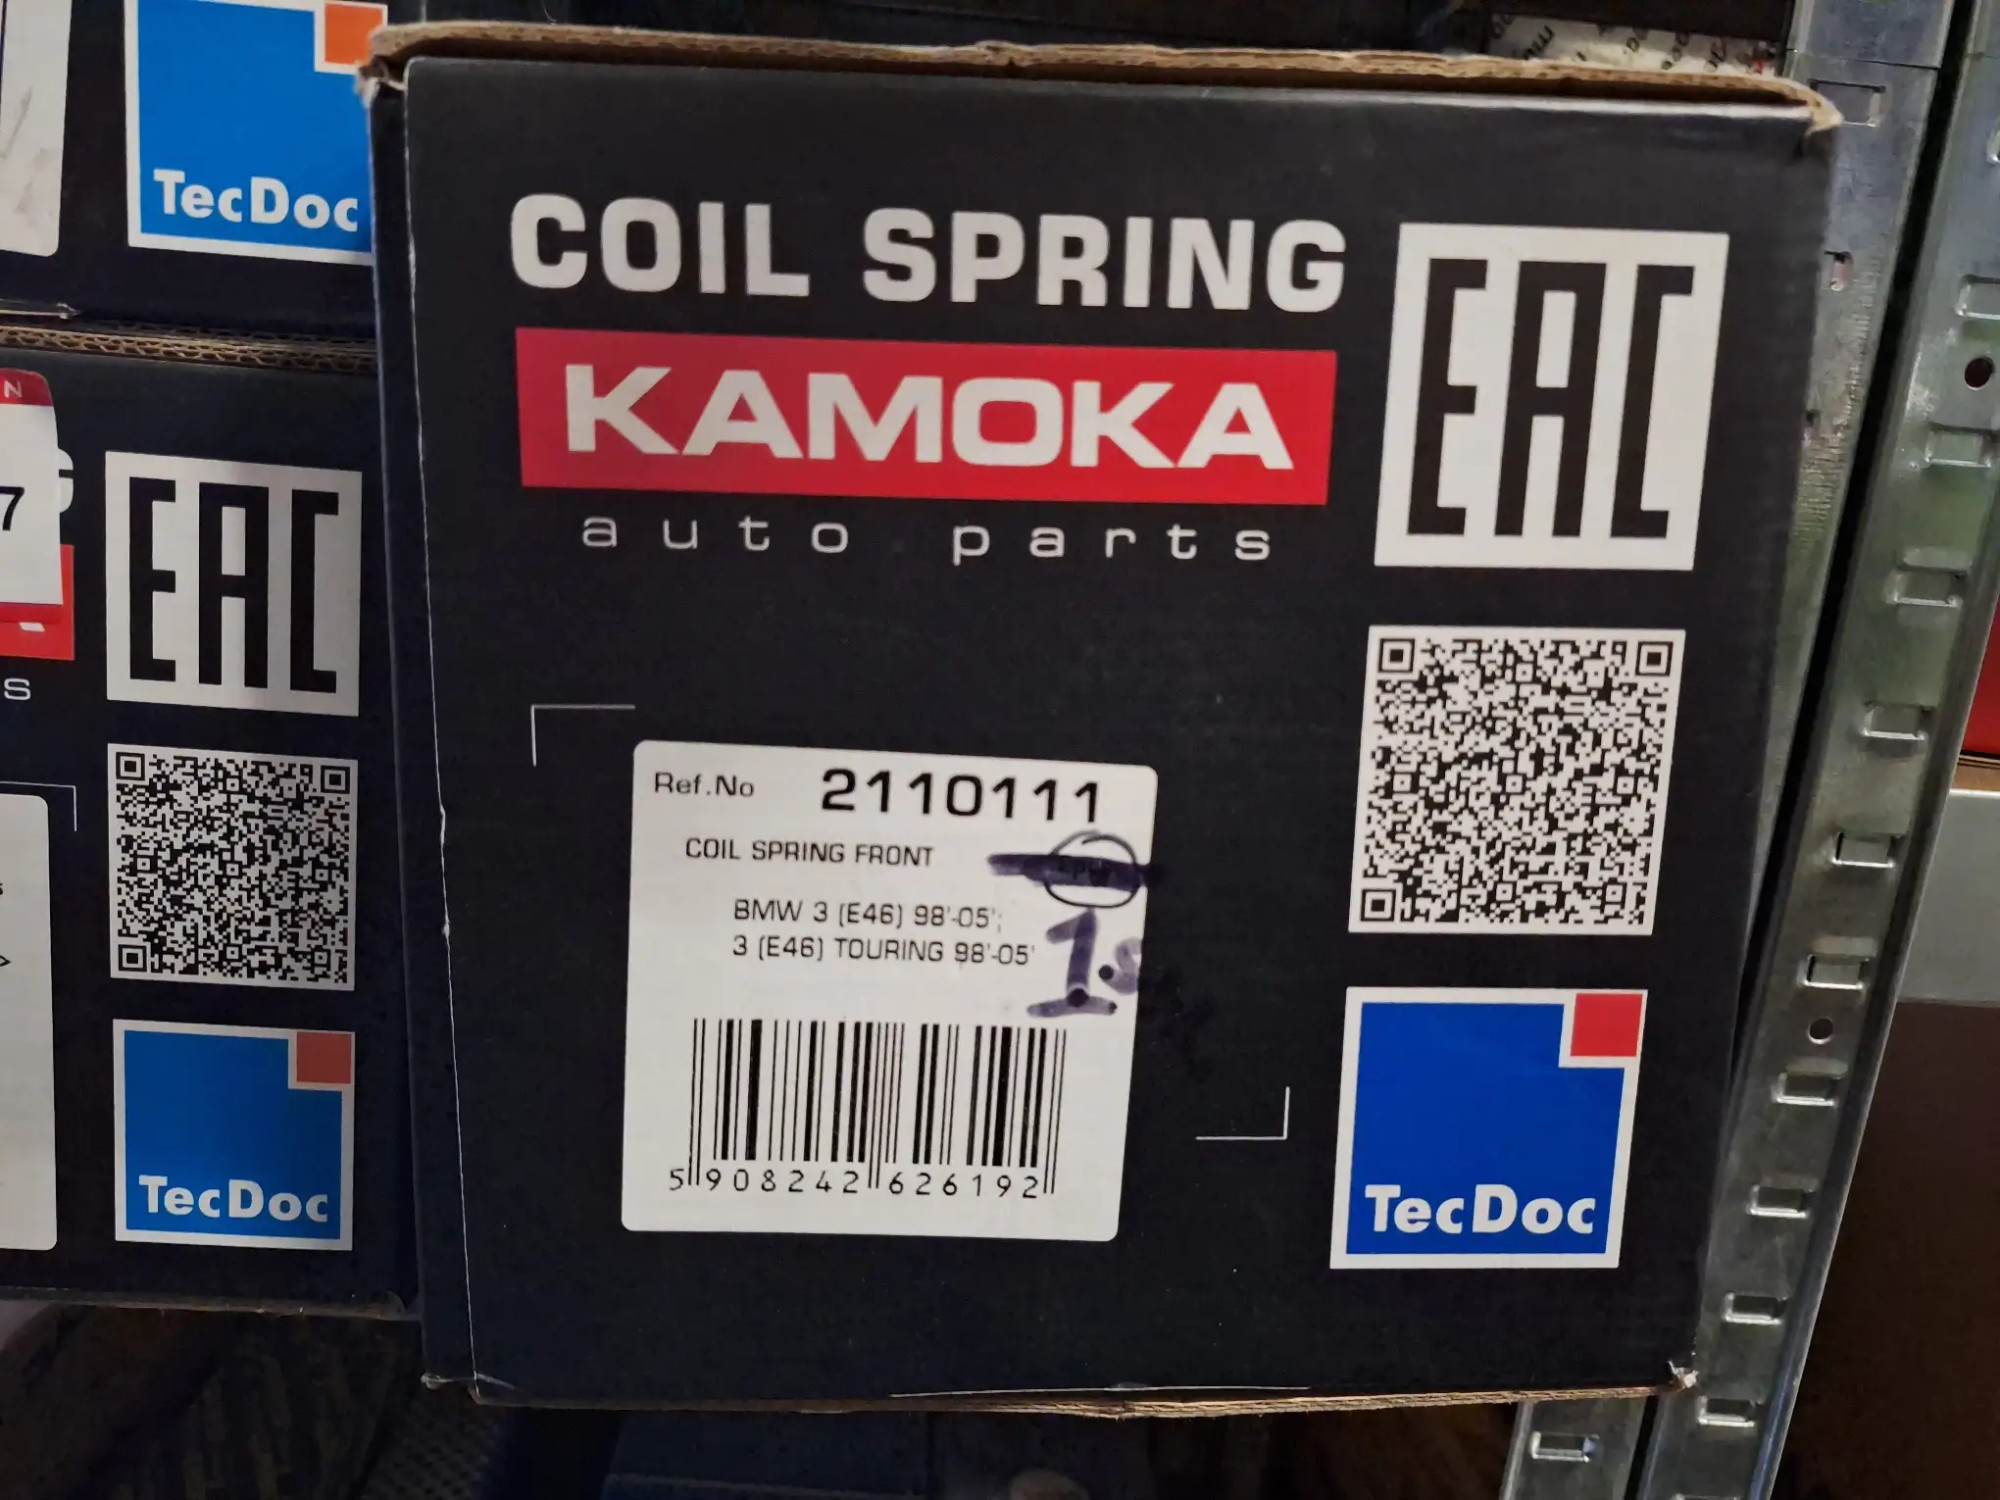 TecDoc
COIL SPRING
KAMOKA
auto parts
EAC
Ref.No 2110111
COIL SPRING FRONT
BMW 3 (E46) 98'-05';
3 (E46) TOURING 98'-05'
5 908242 626192
TecDoc
N
7
EAC
S
TecDoc